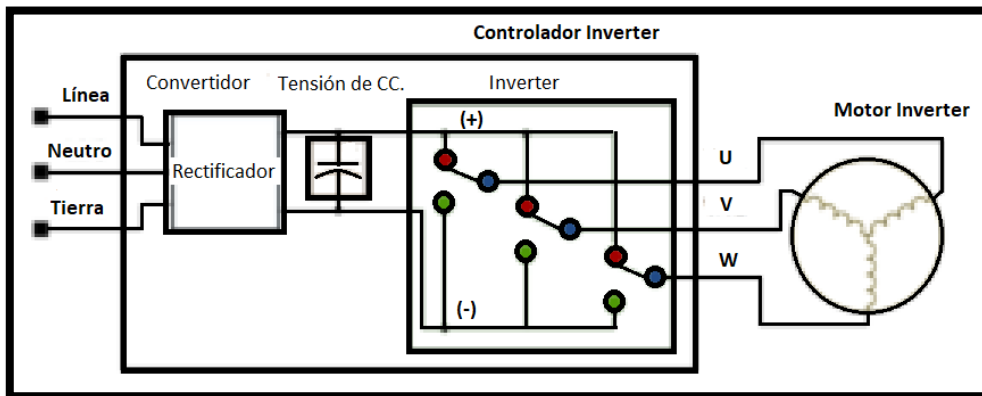 Controlador Inverter
Convertidor
Tensión de CC.
Inverter
Línea
Neutro
Tierra
Rectificador
(+)
(-)
U
V
W
Motor Inverter